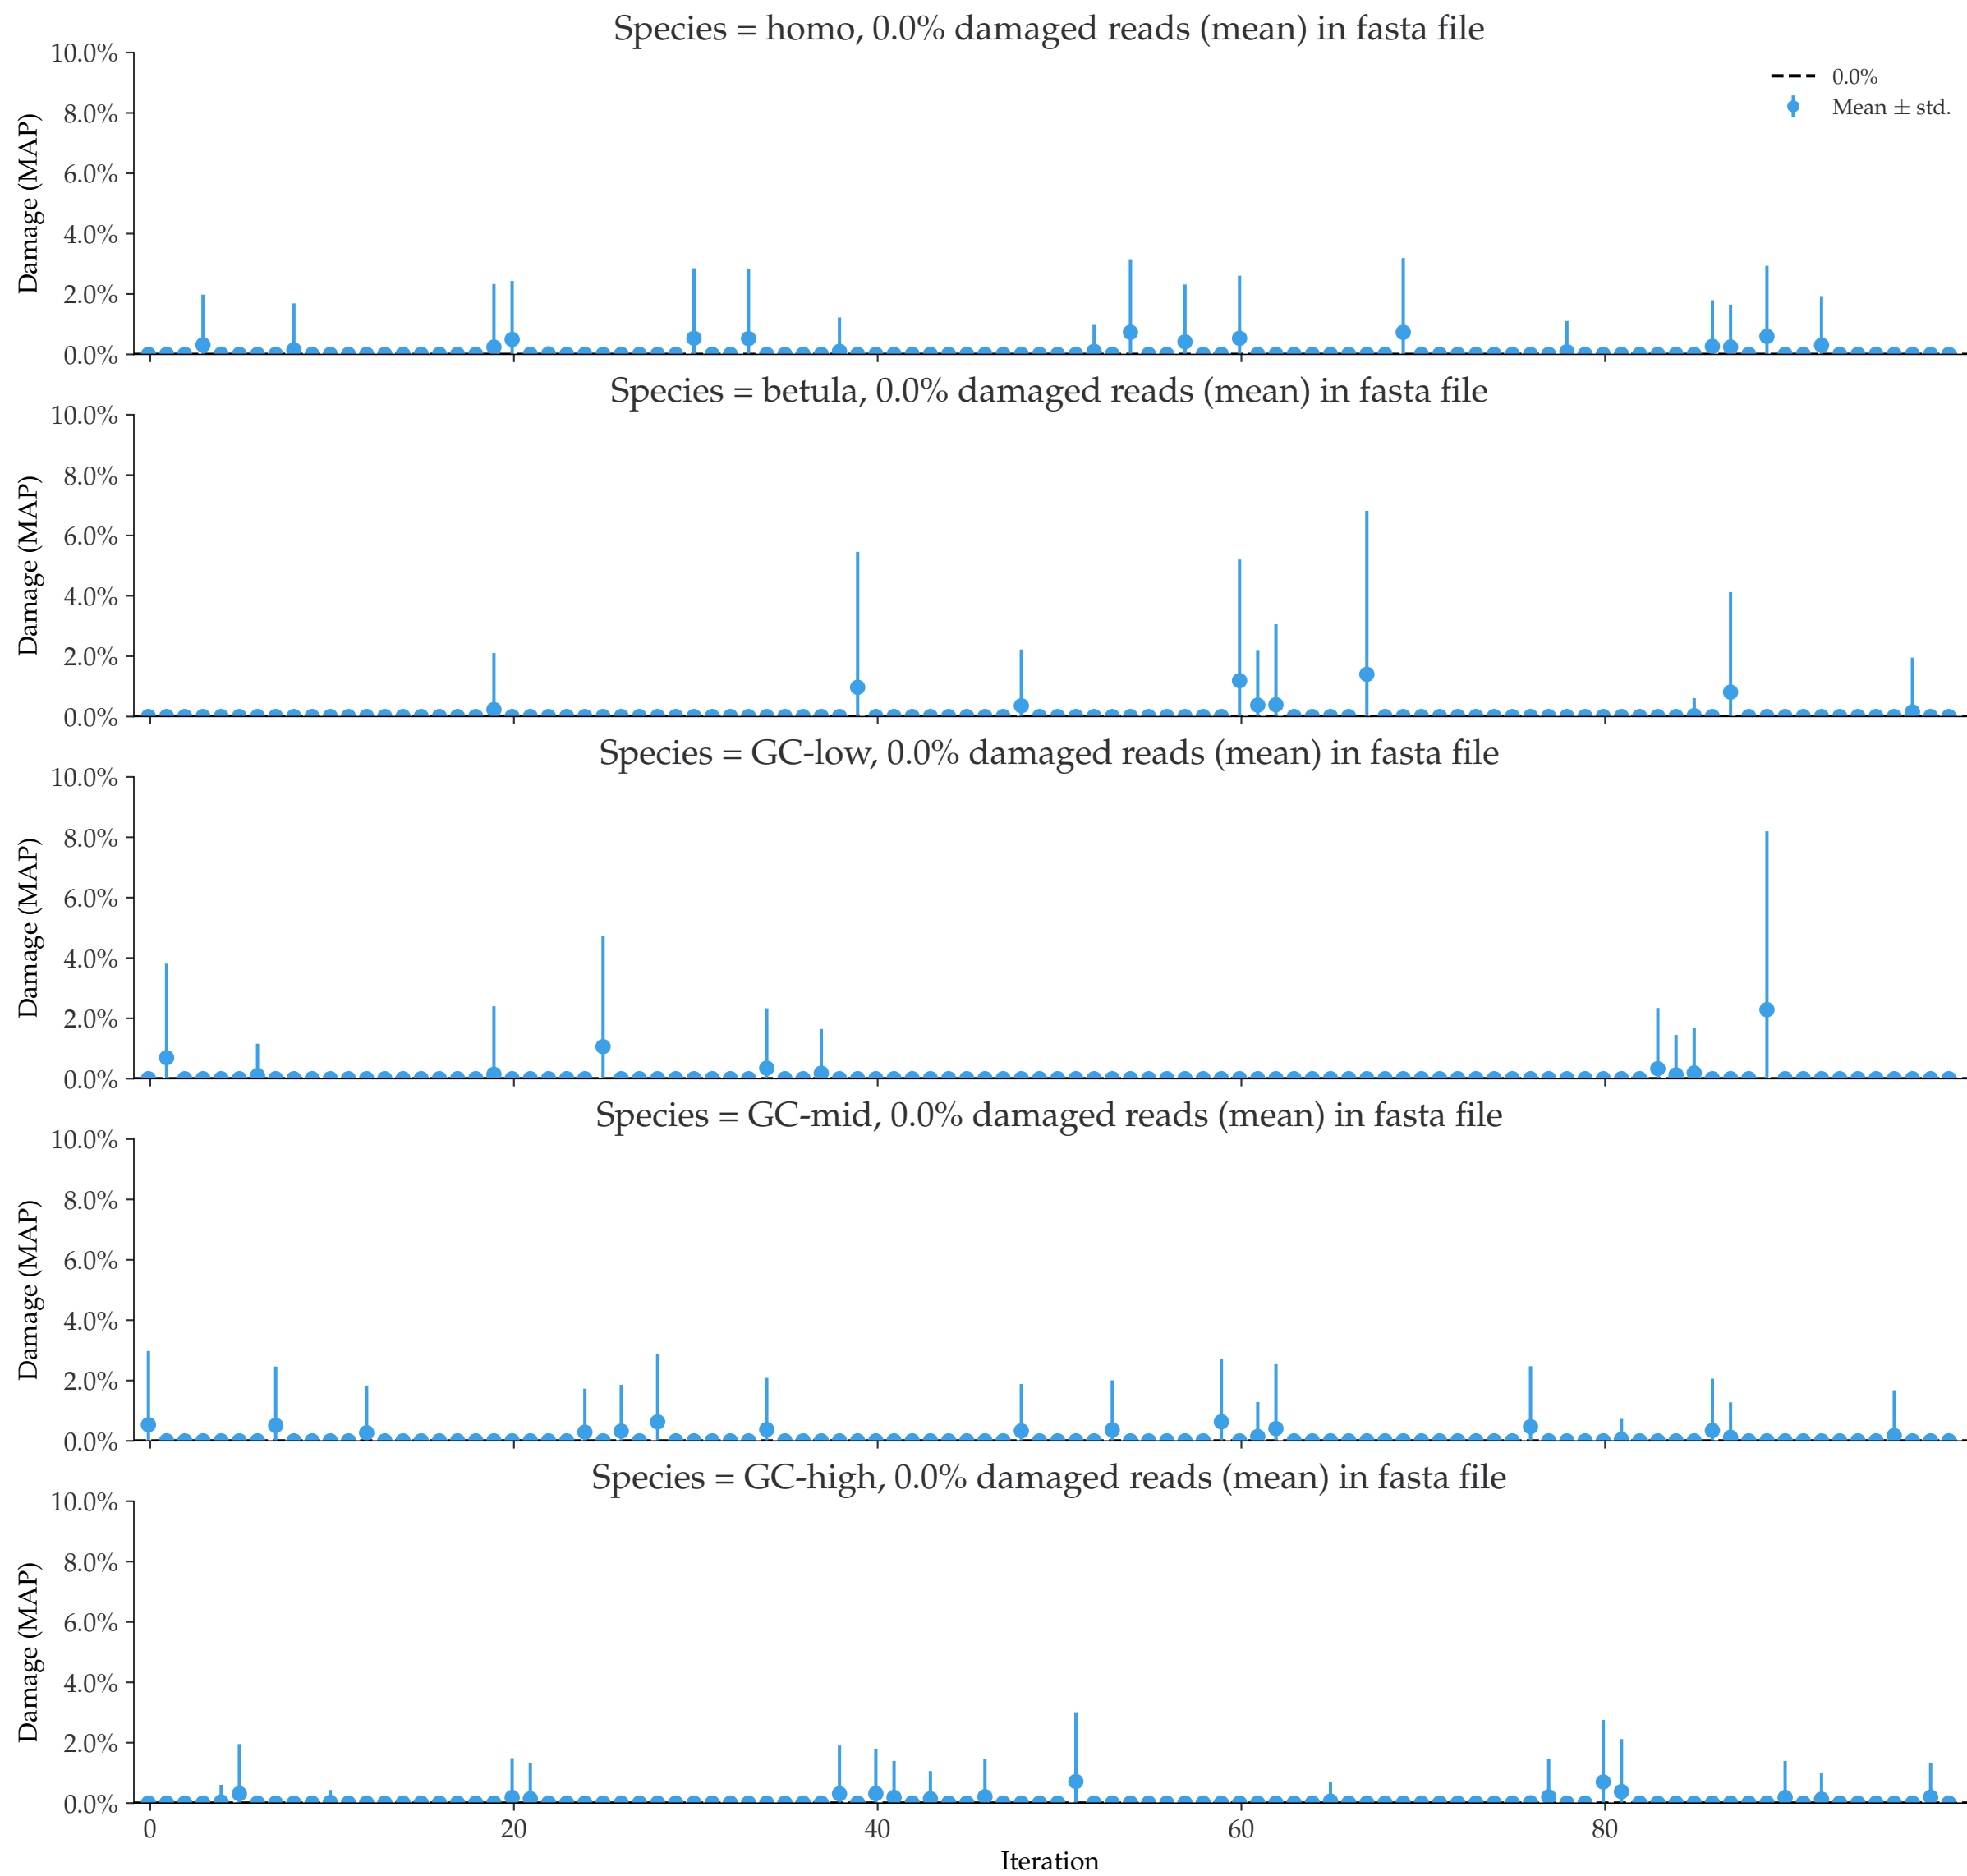 Species = homo, 0.0% damaged reads (mean) in fasta file
10.0%
8.0%
6.0%
4.0%
2.0%
0.0%
Damage (MAP)
0.0%
Mean ± std.
Species = betula, 0.0% damaged reads (mean) in fasta file
10.0%
8.0%
6.0%
4.0%
2.0%
0.0%
Damage (MAP)
Species = GC-low, 0.0% damaged reads (mean) in fasta file
10.0%
8.0%
6.0%
4.0%
2.0%
0.0%
Damage (MAP)
Species = GC-mid, 0.0% damaged reads (mean) in fasta file
10.0%
8.0%
6.0%
4.0%
2.0%
0.0%
Damage (MAP)
Species = GC-high, 0.0% damaged reads (mean) in fasta file
10.0%
8.0%
6.0%
4.0%
2.0%
0.0%
Damage (MAP)
0 20 40 60 80
Iteration